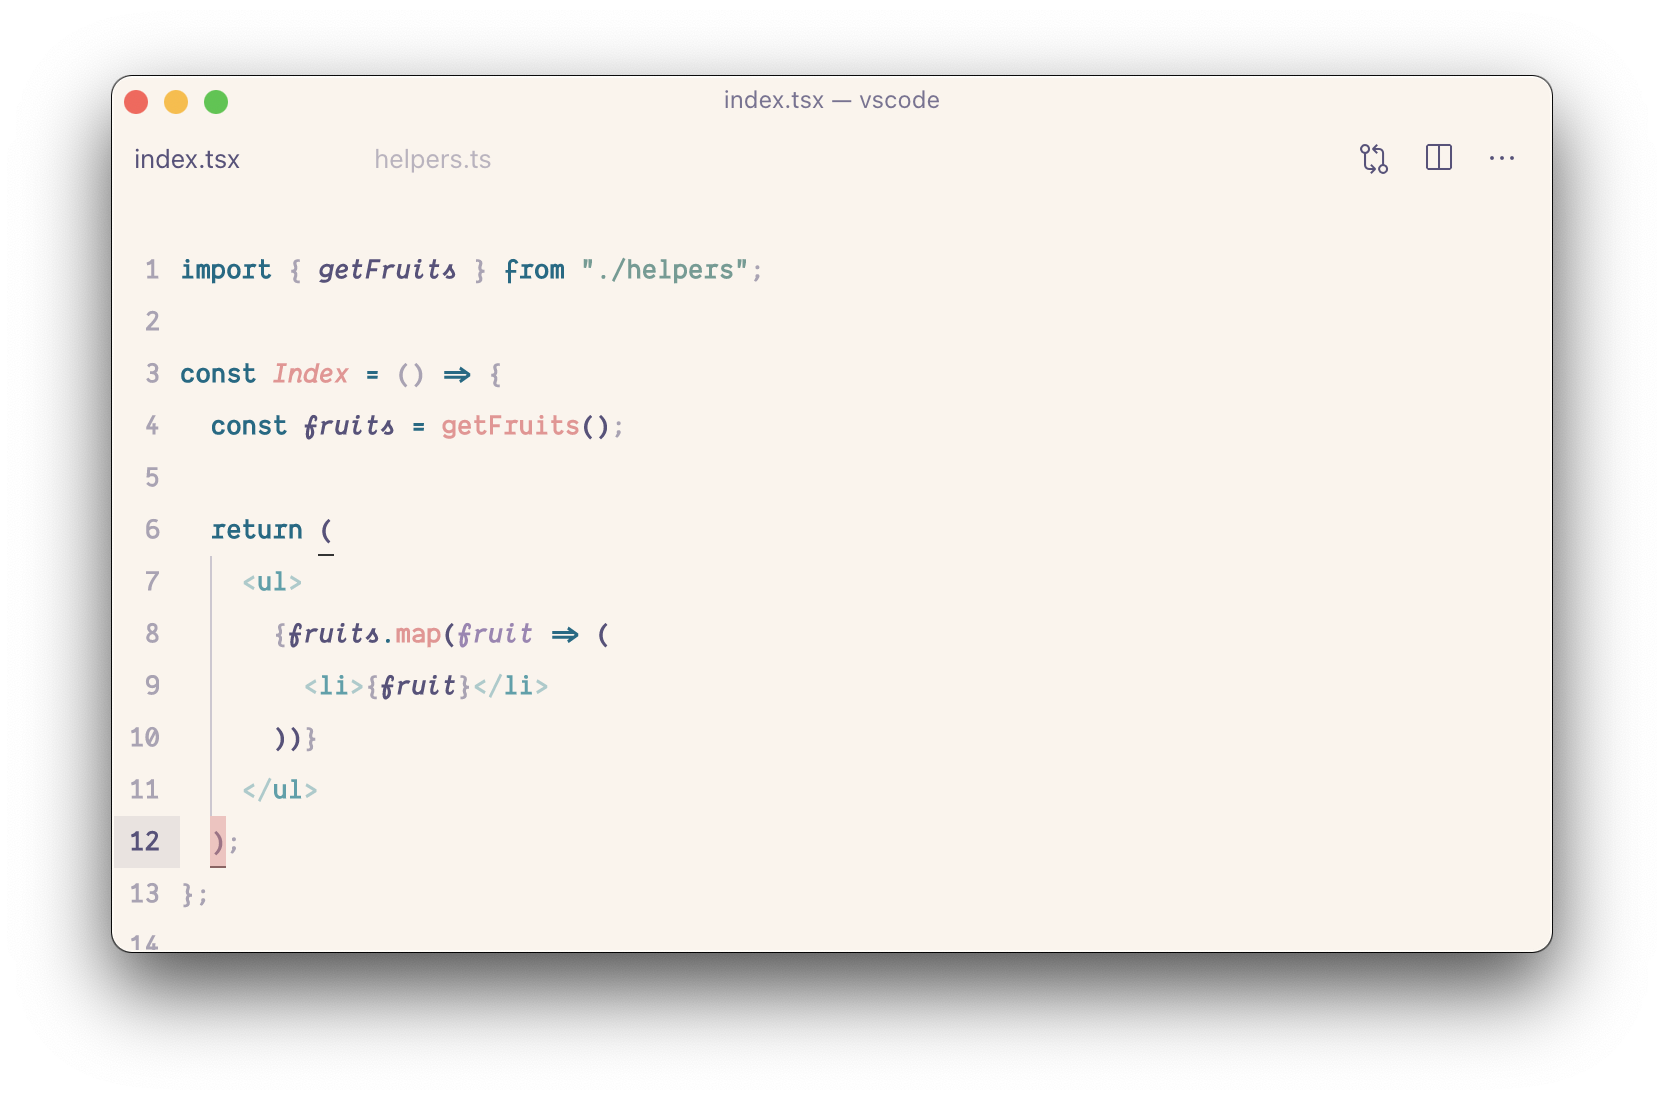 index.tsx — vscode
index.tsx helpers.ts
1 import { getFruits } from "./helpers";
2
3 const Index = () => {
4   const fruits = getFruits();
5
6   return (
7     <ul>
8       {fruits.map(fruit => (
9         <li>{fruit}</li>
10       ))}
11     </ul>
12   );
13 };
14